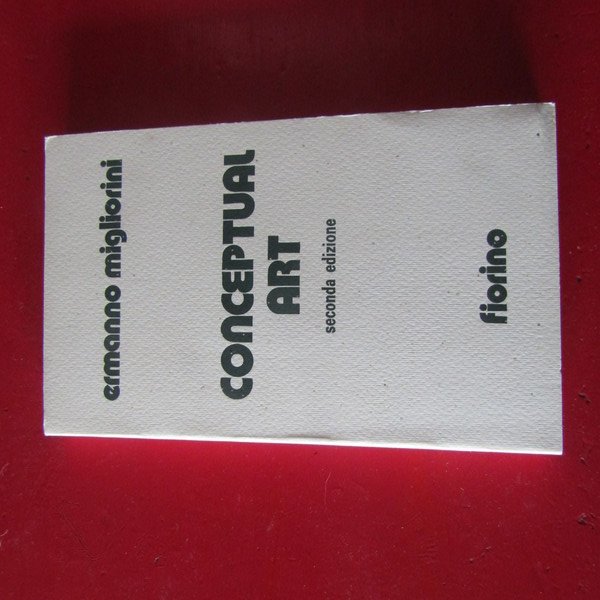 ermanno migliorini
CONCEPTUAL
ART
seconda edizione
fiorino